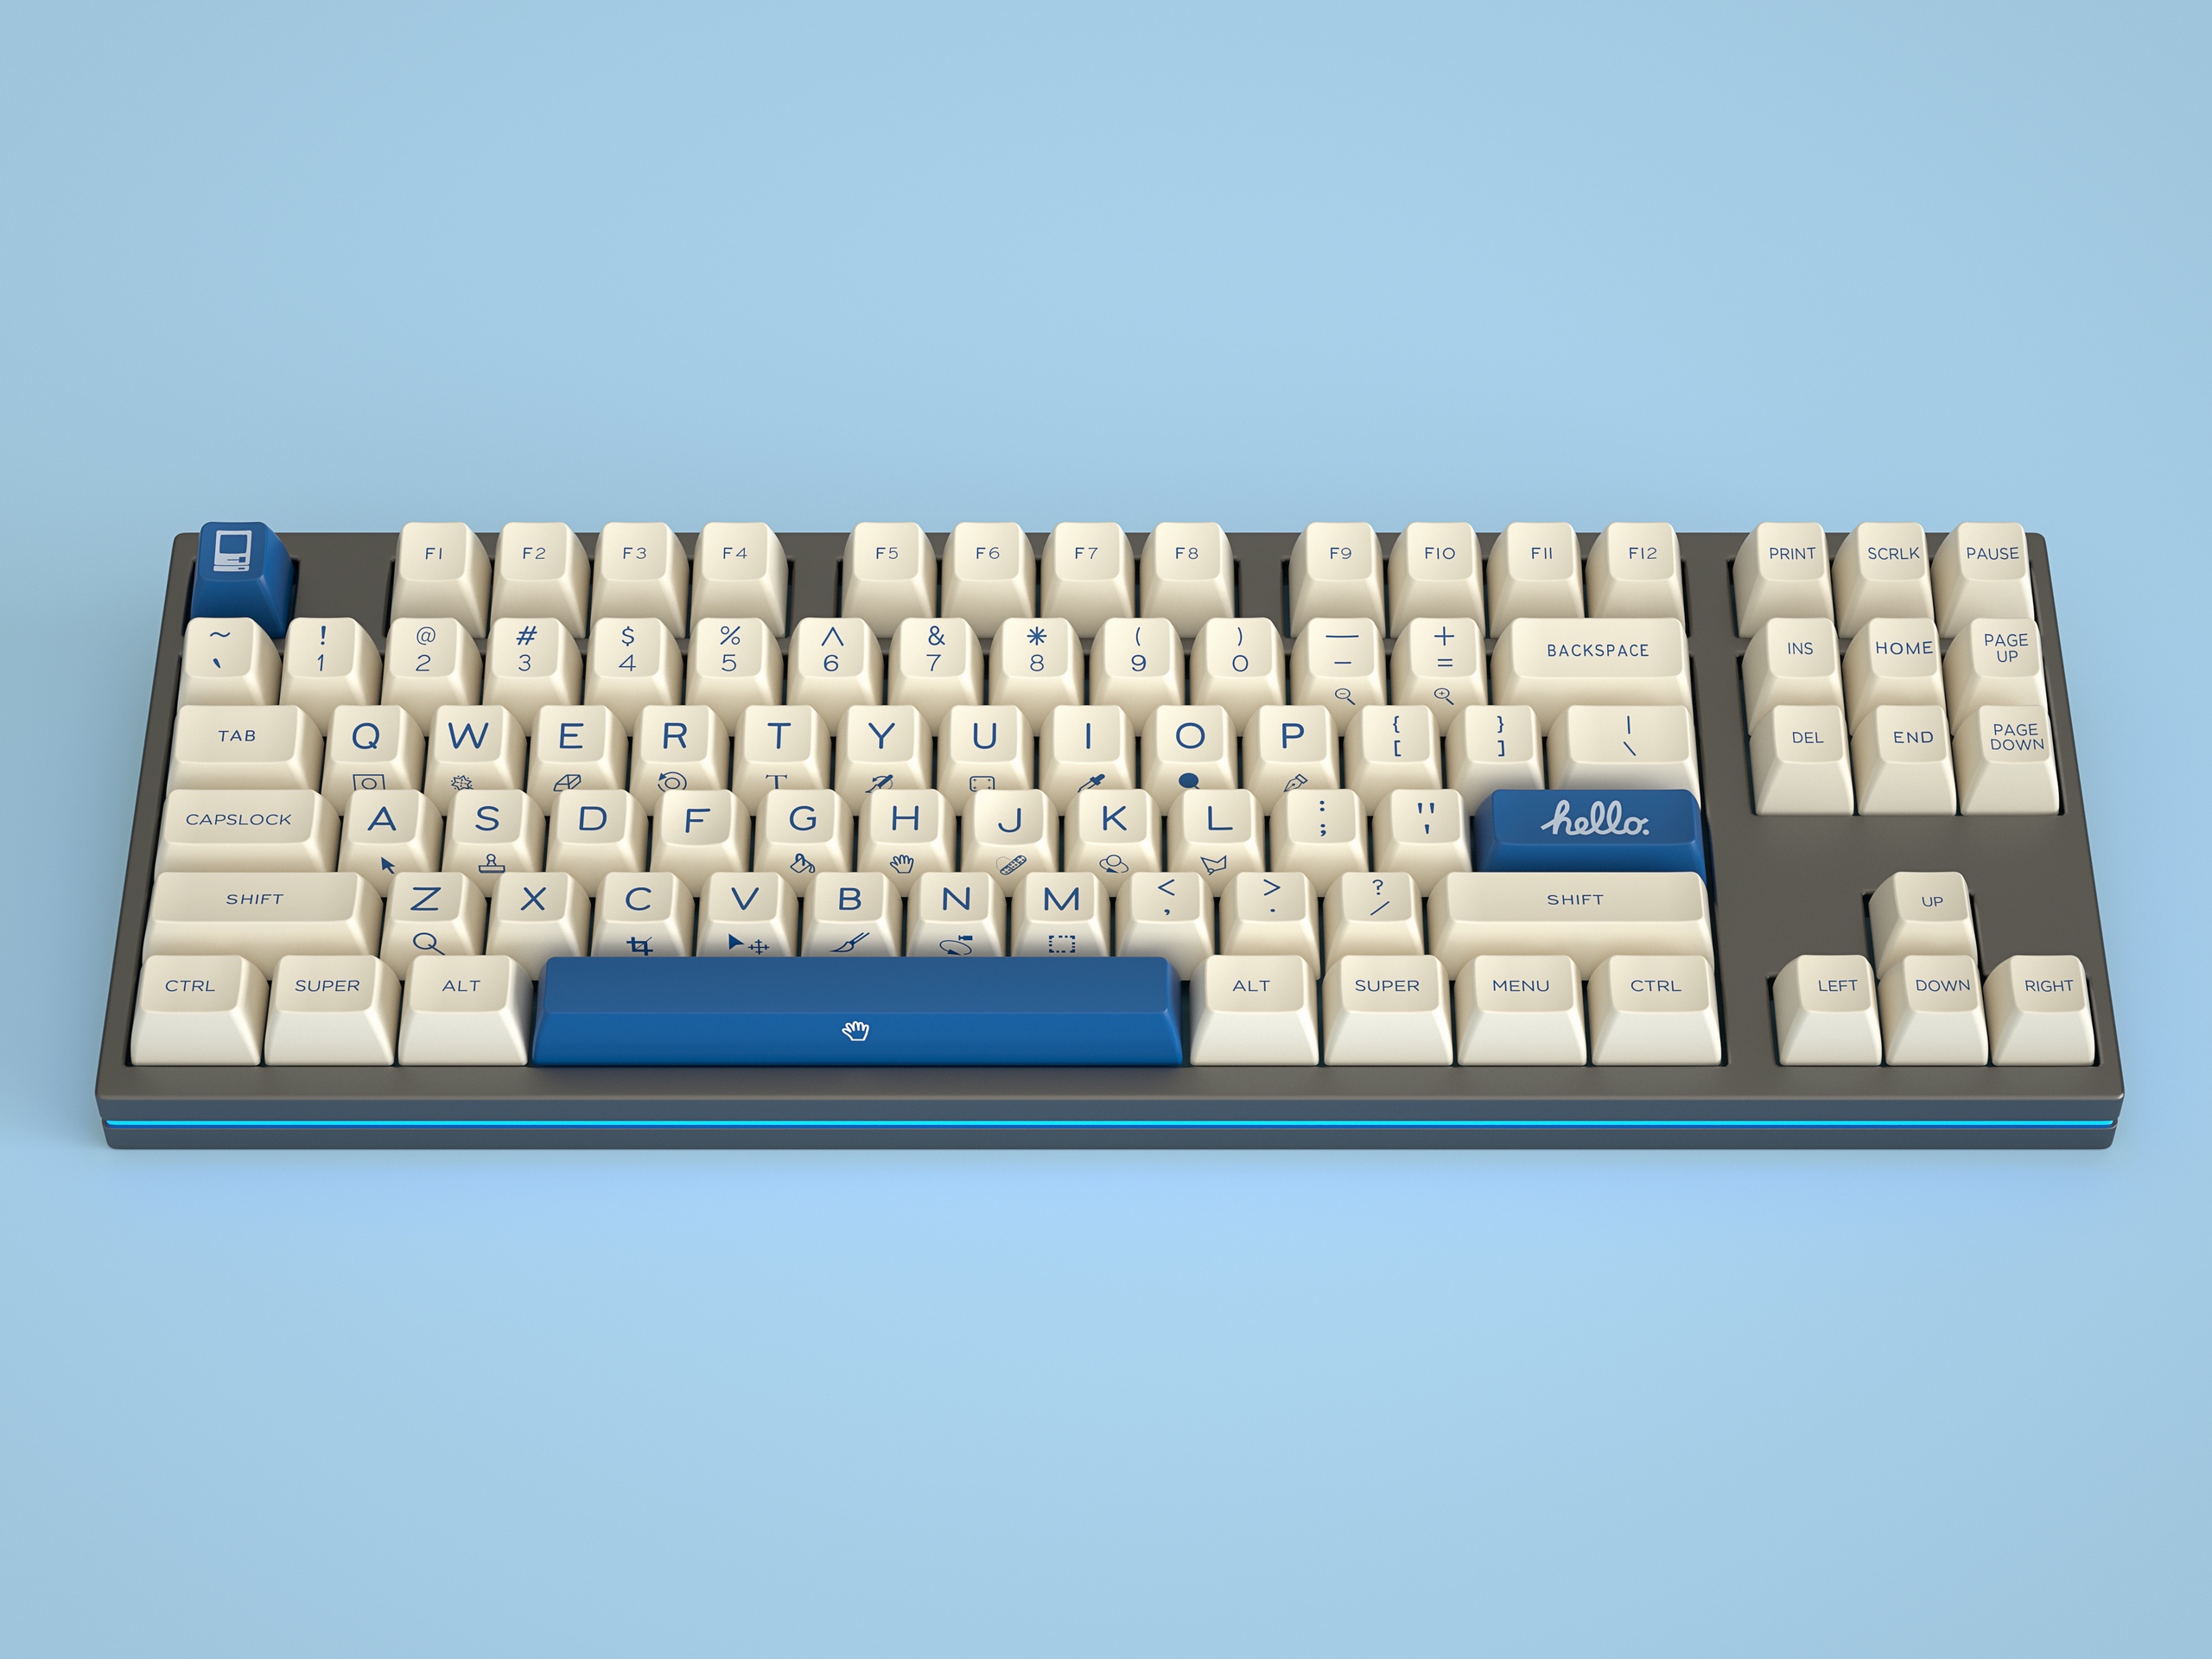 F1 F2 F3 F4 F5 F6 F7 F8 F9 F10 F11 F12 PRINT SCRLK PAUSE
~ ! @ # $ % ^ & * ( ) — +
` 1 2 3 4 5 6 7 8 9 0 - = BACKSPACE INS HOME PAGE UP
TAB Q W E R T Y U I O P { [ } ] | \ DEL END PAGE DOWN
T
CAPSLOCK A S D F G H J K L : ; " ' hello.
SHIFT Z X C V B N M < , > . ? / SHIFT UP
CTRL SUPER ALT ALT SUPER MENU CTRL LEFT DOWN RIGHT